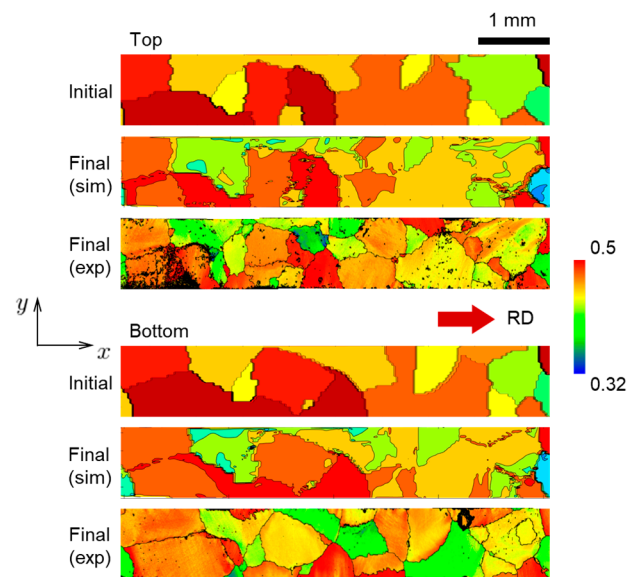 1 mm
Top
Initial
Final
(sim)
Final
(exp)
0.5
0.32
RD
y
x
Bottom
Initial
Final
(sim)
Final
(exp)